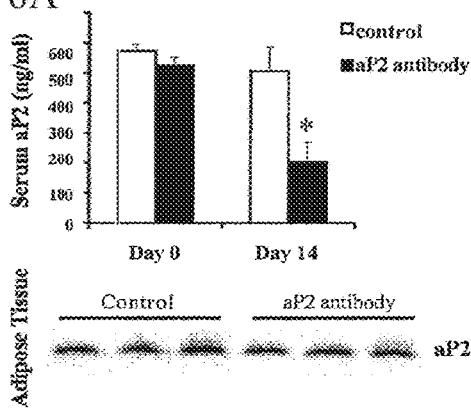 6A
control
aP2 antibody
Serum aP2 (ng/ml)
600
500
400
300
200
100
0
*
Day 0
Day 14
Control
aP2 antibody
Adipose Tissue
aP2